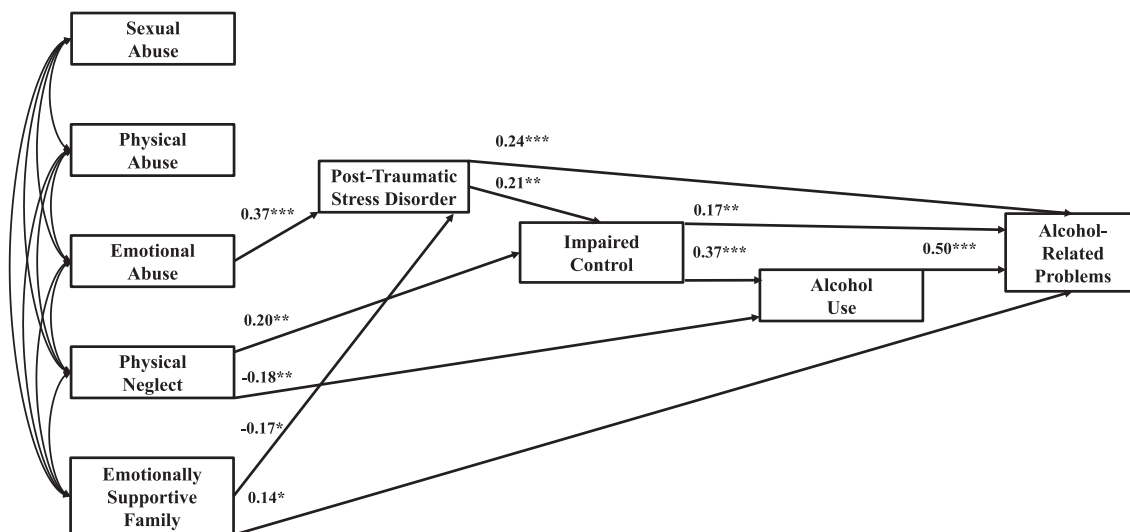 Sexual
Abuse
Physical
Abuse
Emotional
Abuse
Physical
Neglect
Emotionally
Supportive
Family
0.37***
0.20**
-0.18**
-0.17*
0.14*
Post-Traumatic
Stress Disorder
0.24***
0.21**
Impaired
Control
0.17**
0.37***
Alcohol
Use
0.50***
Alcohol-
Related
Problems